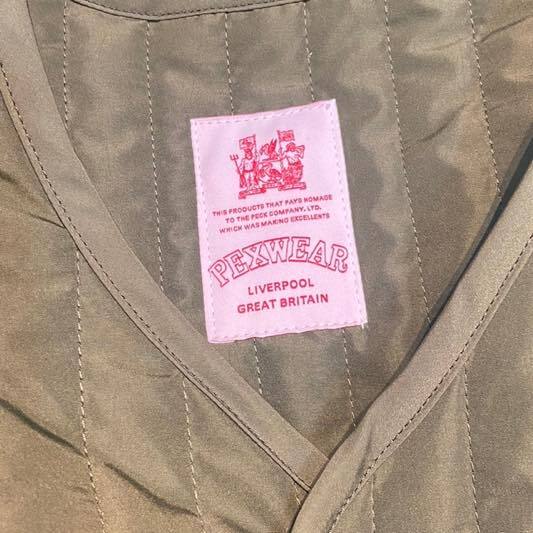 THIS PRODUCTS THAT PAYS HOMAGE
TO THE PECK COMPANY, LTD.
WHICH WAS MAKING EXCELLENTS
PEXWEAR
LIVERPOOL
GREAT BRITAIN